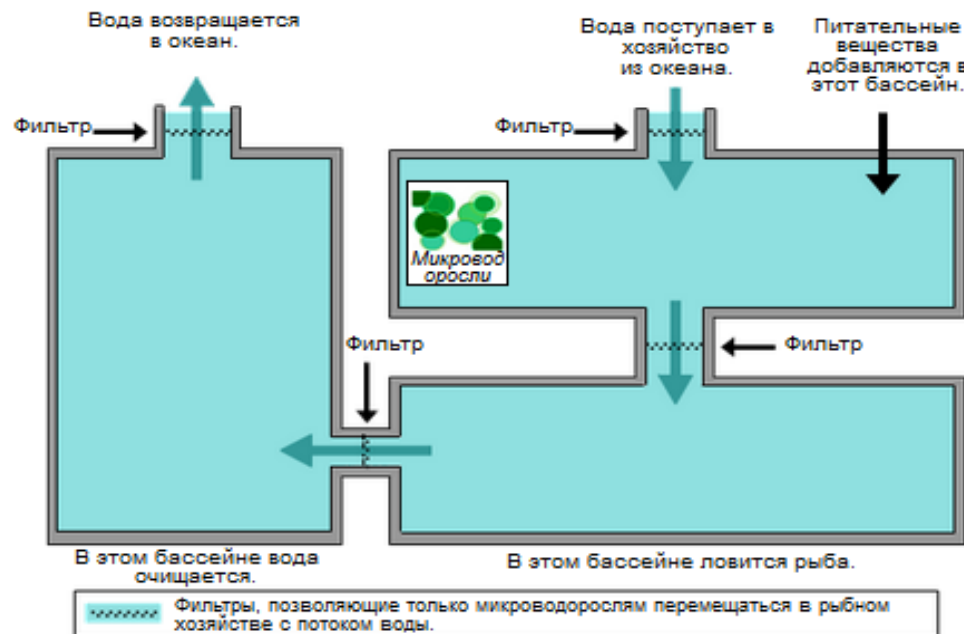 Вода возвращается
в океан.
Вода поступает в
хозяйство
из океана.
Питательные
вещества
добавляются в
этот бассейн.
Фильтр
Фильтр
Микровод
оросли
Фильтр
Фильтр
В этом бассейне вода
очищается.
В этом бассейне ловится рыба.
Фильтры, позволяющие только микроводорослям перемещаться в рыбном
хозяйстве с потоком воды.